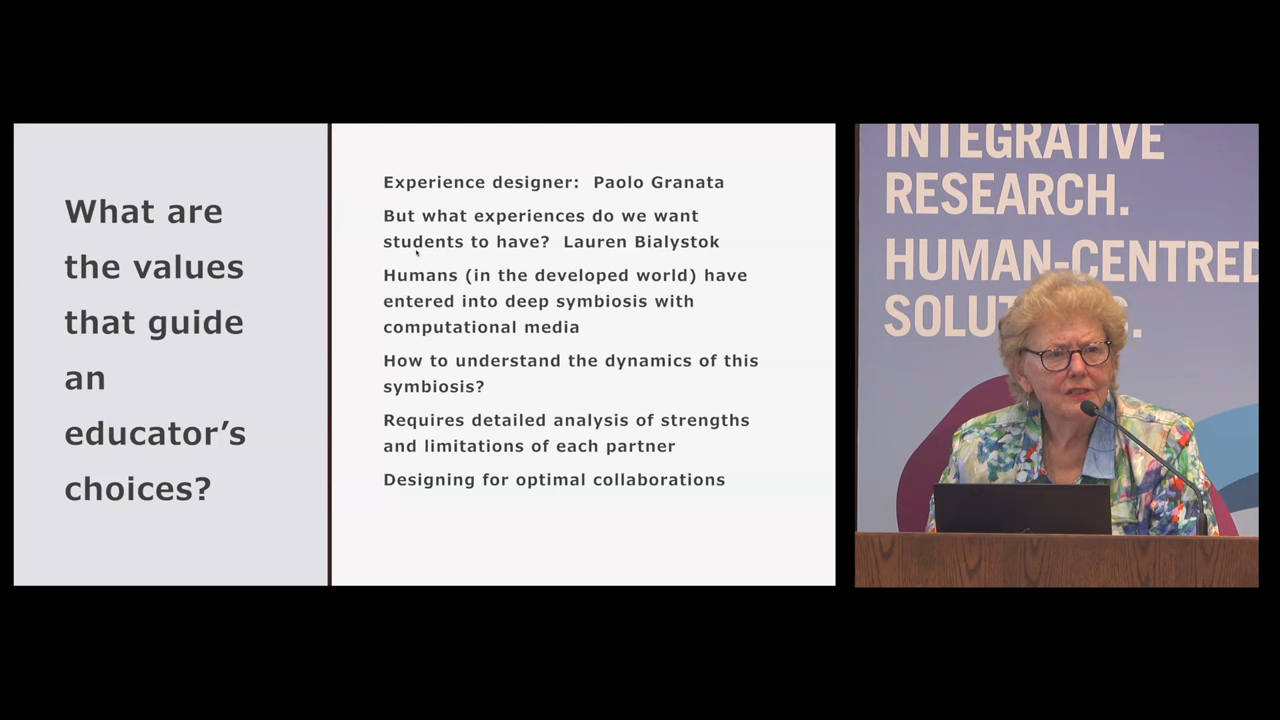 What are
the values
that guide
an
educator’s
choices?
Experience designer: Paolo Granata
But what experiences do we want
students to have? Lauren Bialystok
Humans (in the developed world) have
entered into deep symbiosis with
computational media
How to understand the dynamics of this
symbiosis?
Requires detailed analysis of strengths
and limitations of each partner
Designing for optimal collaborations
INTEGRATIVE
RESEARCH.
HUMAN-CENTRED